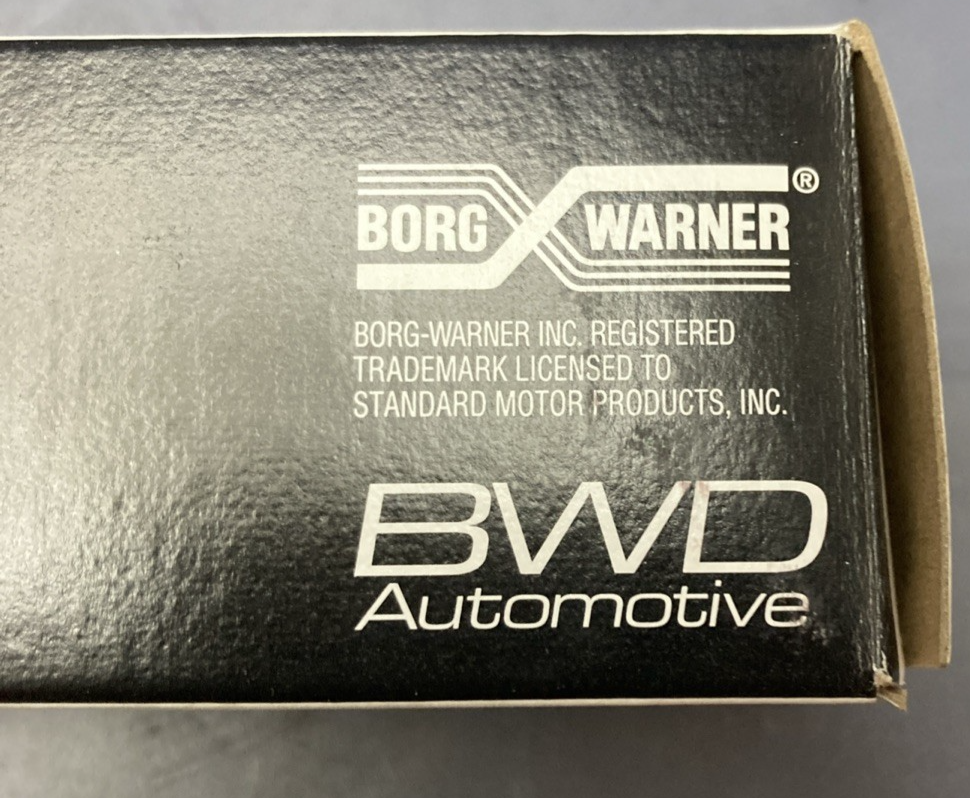 BORG WARNER®
BORG-WARNER INC. REGISTERED
TRADEMARK LICENSED TO
STANDARD MOTOR PRODUCTS, INC.
BWD
Automotive